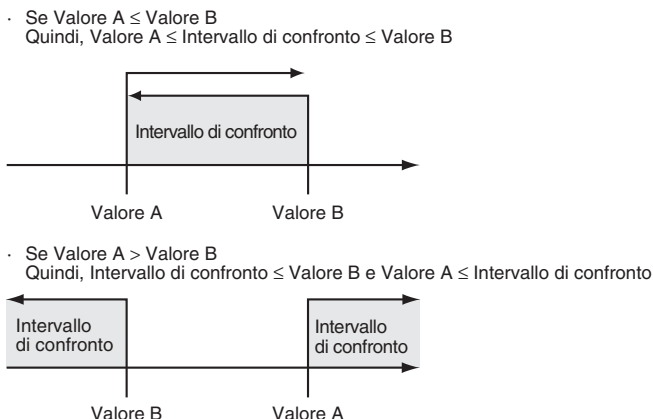 · Se Valore A ≤ Valore B
Quindi, Valore A ≤ Intervallo di confronto ≤ Valore B
Intervallo di confronto
Valore A Valore B
· Se Valore A > Valore B
Quindi, Intervallo di confronto ≤ Valore B e Valore A ≤ Intervallo di confronto
Intervallo
di confronto
Intervallo
di confronto
Valore B Valore A